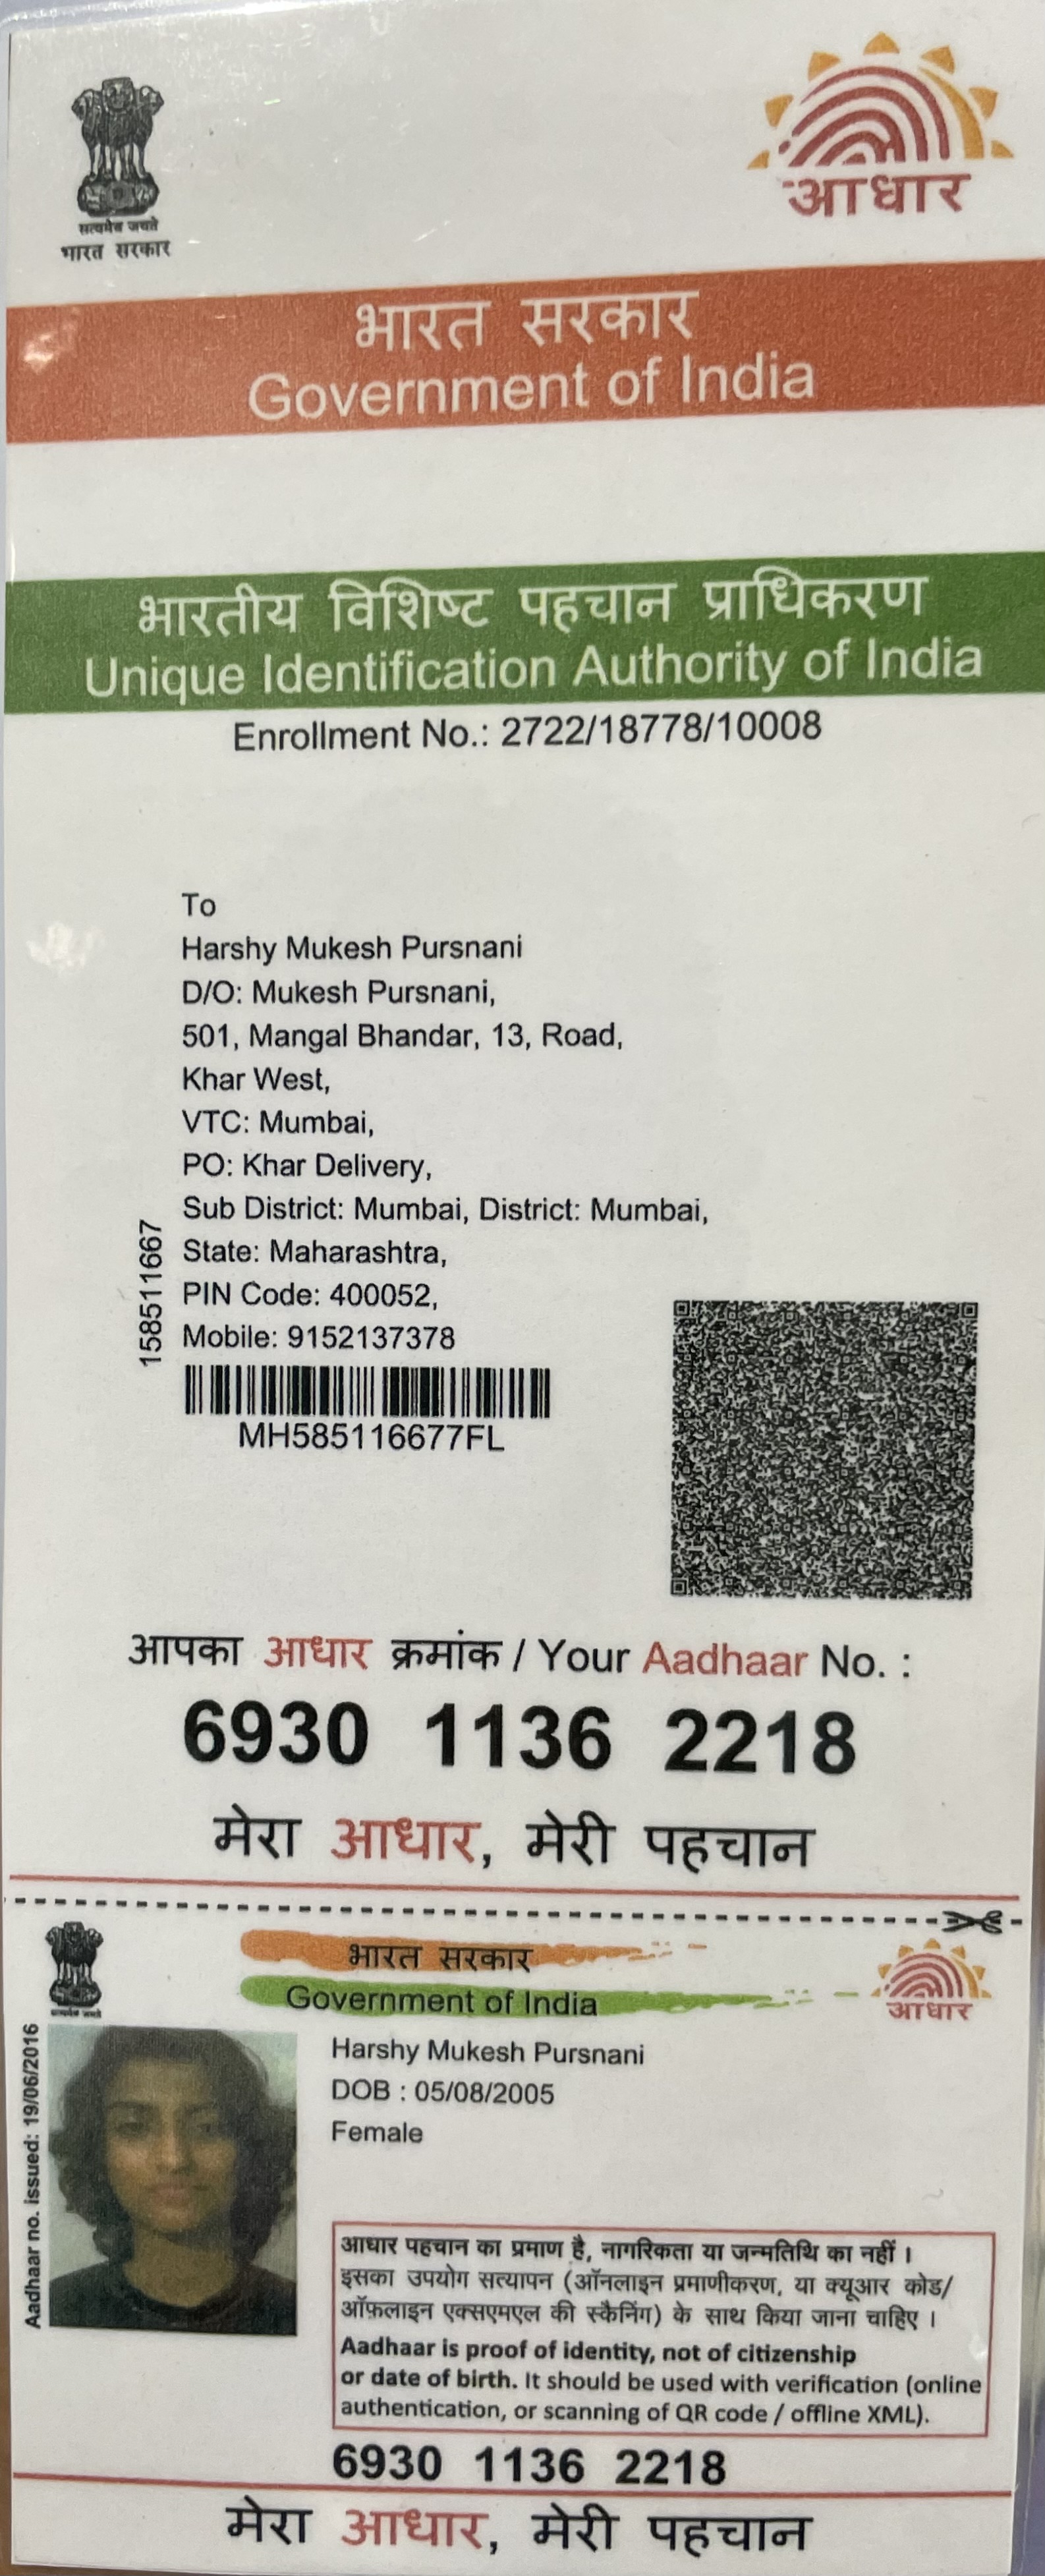 सत्यमेव जयते
भारत सरकार
आधार
भारत सरकार
Government of India
भारतीय विशिष्ट पहचान प्राधिकरण
Unique Identification Authority of India
Enrollment No.: 2722/18778/10008
To
Harshy Mukesh Pursnani
D/O: Mukesh Pursnani,
501, Mangal Bhandar, 13, Road,
Khar West,
VTC: Mumbai,
PO: Khar Delivery,
Sub District: Mumbai, District: Mumbai,
State: Maharashtra,
PIN Code: 400052,
Mobile: 9152137378
158511667
MH585116677FL
आपका आधार क्रमांक / Your Aadhaar No. :
6930 1136 2218
मेरा आधार, मेरी पहचान
भारत सरकार
Government of India
आधार
Aadhaar no. issued: 19/06/2016
Harshy Mukesh Pursnani
DOB : 05/08/2005
Female
आधार पहचान का प्रमाण है, नागरिकता या जन्मतिथि का नहीं ।
इसका उपयोग सत्यापन (ऑनलाइन प्रमाणीकरण, या क्यूआर कोड/
ऑफ़लाइन एक्सएमएल की स्कैनिंग) के साथ किया जाना चाहिए ।
Aadhaar is proof of identity, not of citizenship
or date of birth. It should be used with verification (online
authentication, or scanning of QR code / offline XML).
6930 1136 2218
मेरा आधार, मेरी पहचान